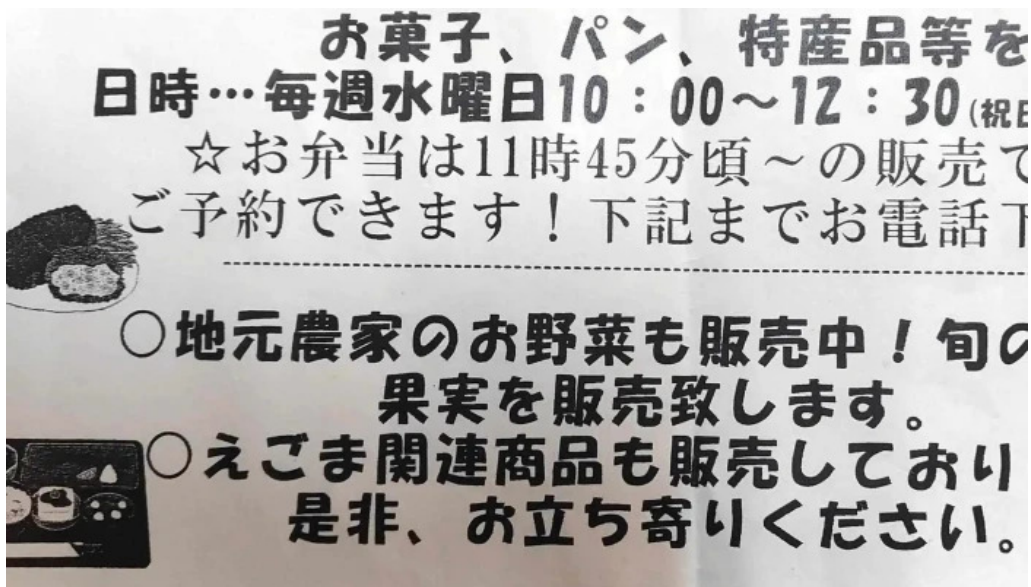 お菓子、パン、特産品等を
日時…毎週水曜日10：00～12：30(祝日
☆お弁当は11時45分頃～の販売で
ご予約できます！下記までお電話下
○地元農家のお野菜も販売中！旬の
果実を販売致します。
○えごま関連商品も販売しており
是非、お立ち寄りください。